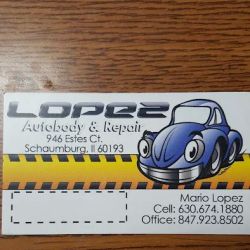 LOPEZ
Autobody & Repair
946 Estes Ct.
Schaumburg, Il 60193
Mario Lopez
Cell: 630.674.1880
Office: 847.923.8502